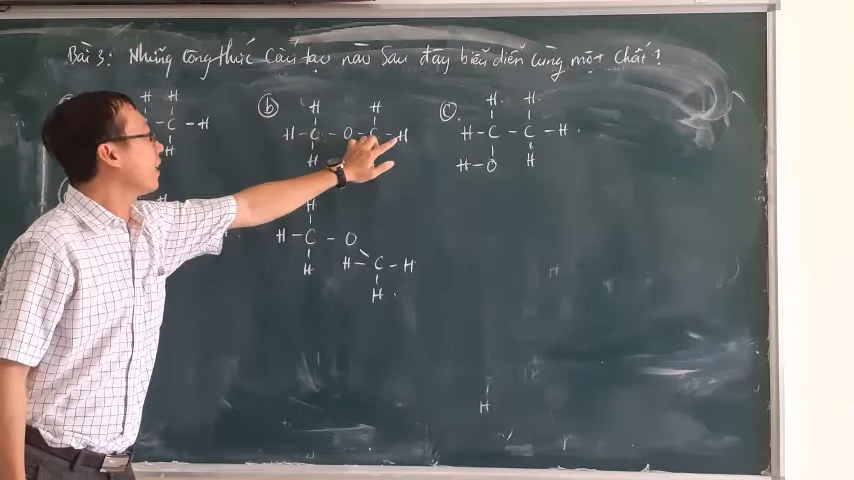 Bài 3: Những công thức cấu tạo nào sau đây biểu diễn cùng một chất?
H H
C - H
H
(b) H H
H - C - O - C - H
H
(c) H H
H - C - C - H
H - O H
H
H - C - O
H H - C - H
H
H
H